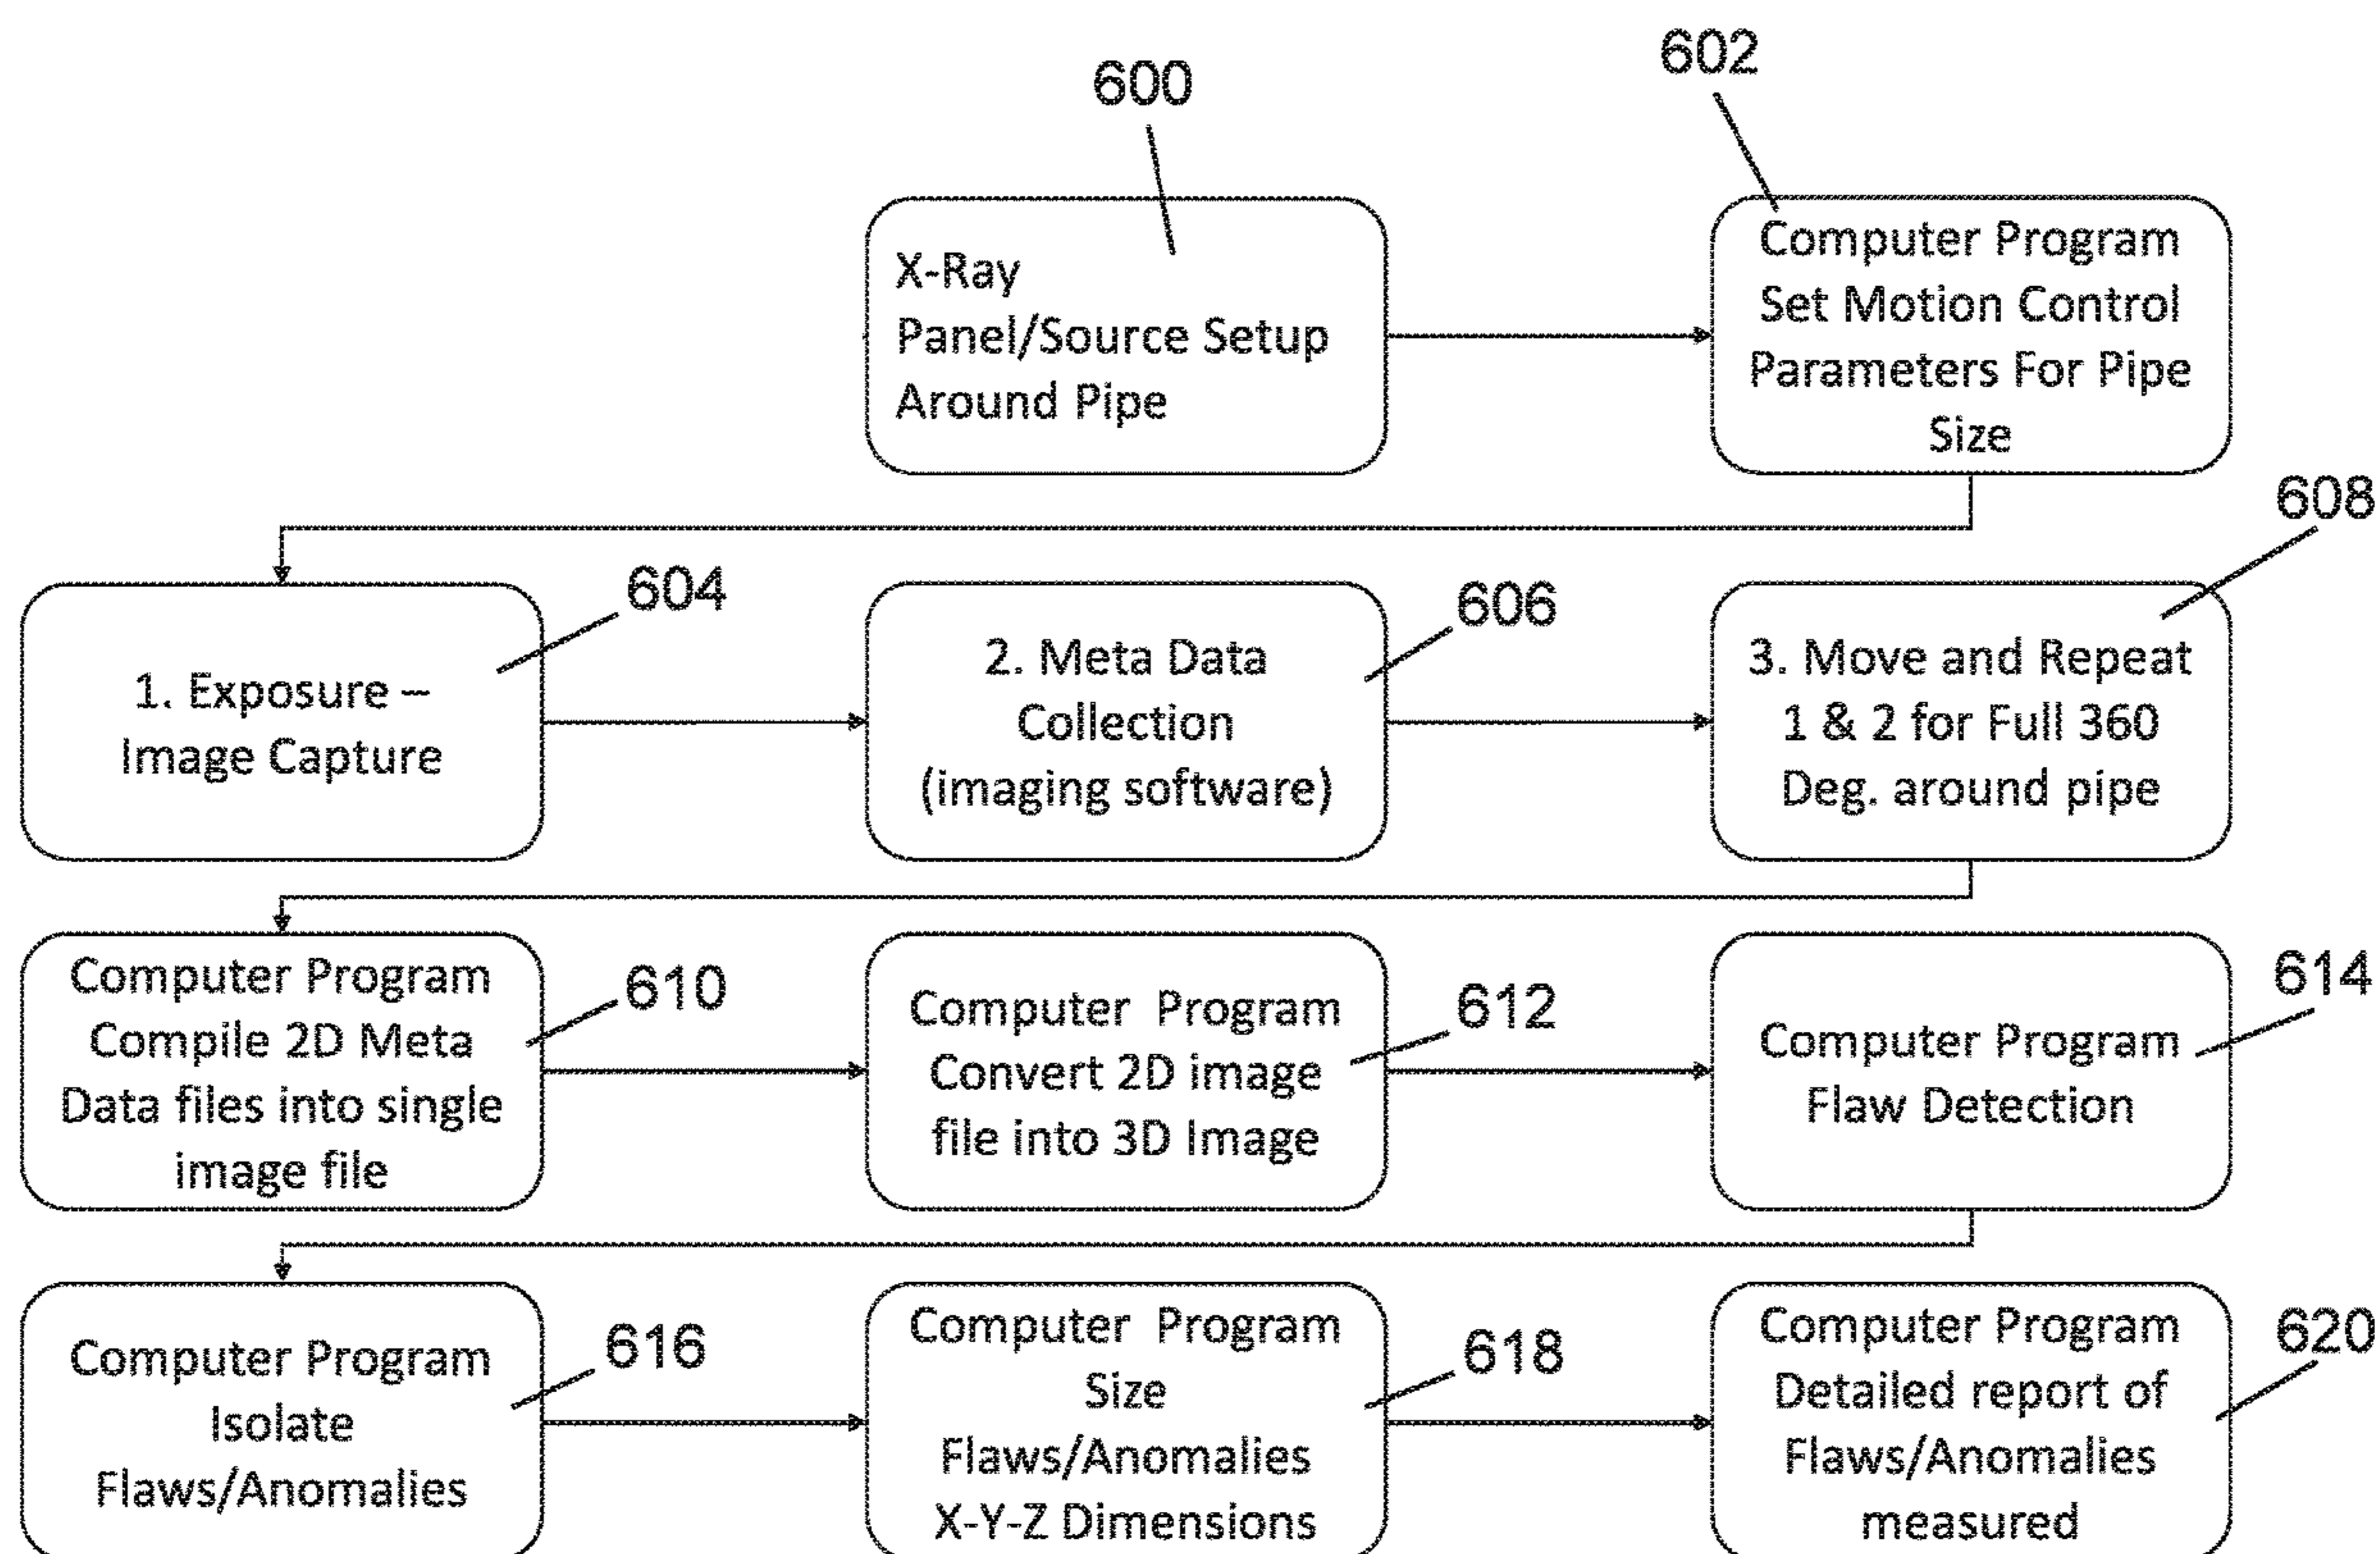 600
602
X-Ray
Panel/Source Setup
Around Pipe
Computer Program
Set Motion Control
Parameters For Pipe
Size
604
606
608
1. Exposure –
Image Capture
2. Meta Data
Collection
(imaging software)
3. Move and Repeat
1 & 2 for Full 360
Deg. around pipe
610
612
614
Computer Program
Compile 2D Meta
Data files into single
image file
Computer Program
Convert 2D image
file into 3D Image
Computer Program
Flaw Detection
616
618
620
Computer Program
Isolate
Flaws/Anomalies
Computer Program
Size
Flaws/Anomalies
X-Y-Z Dimensions
Computer Program
Detailed report of
Flaws/Anomalies
measured